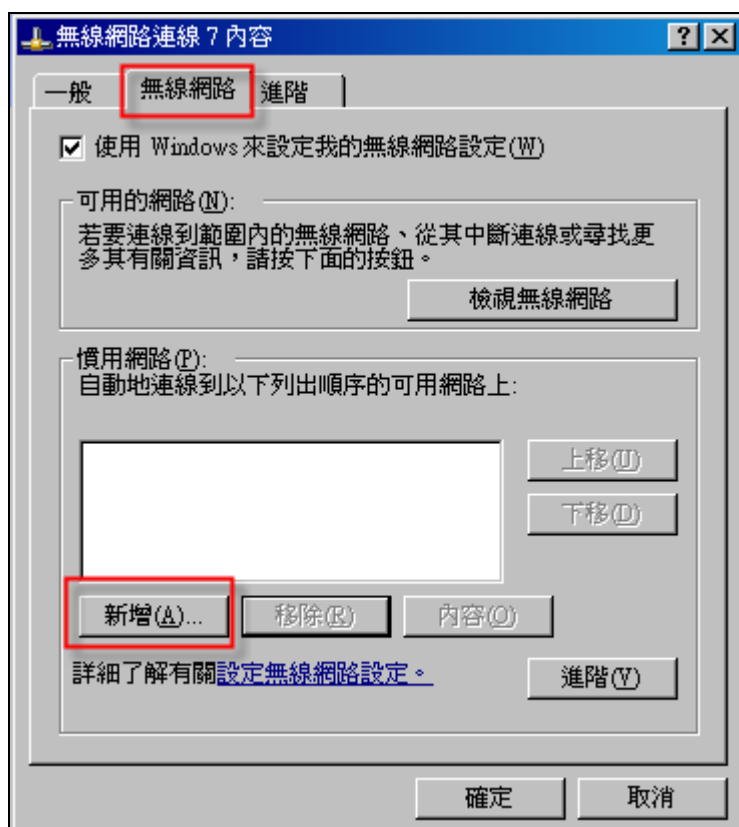 無線網路連線 7 內容
一般 無線網路 進階
使用 Windows 來設定我的無線網路設定(W)
可用的網路(N):
若要連線到範圍內的無線網路、從其中斷連線或尋找更
多其有關資訊，請按下面的按鈕。
檢視無線網路
慣用網路(P):
自動地連線到以下列出順序的可用網路上:
上移(U)
下移(D)
新增(A)... 移除(R) 內容(O)
詳細了解有關設定無線網路設定。
進階(V)
確定 取消